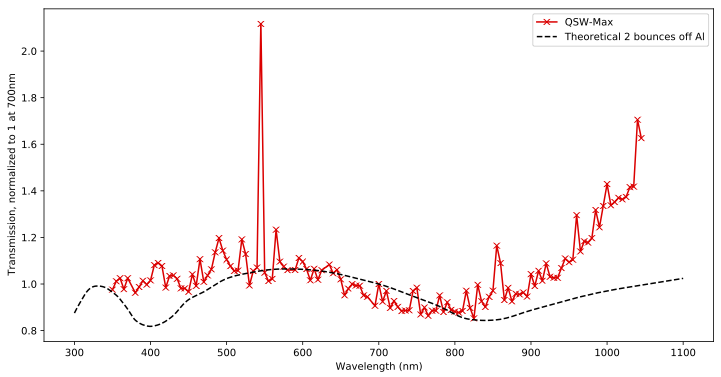 QSW-Max
Theoretical 2 bounces off Al
Transmission, normalized to 1 at 700nm
2.0
1.8
1.6
1.4
1.2
1.0
0.8
300 400 500 600 700 800 900 1000 1100
Wavelength (nm)